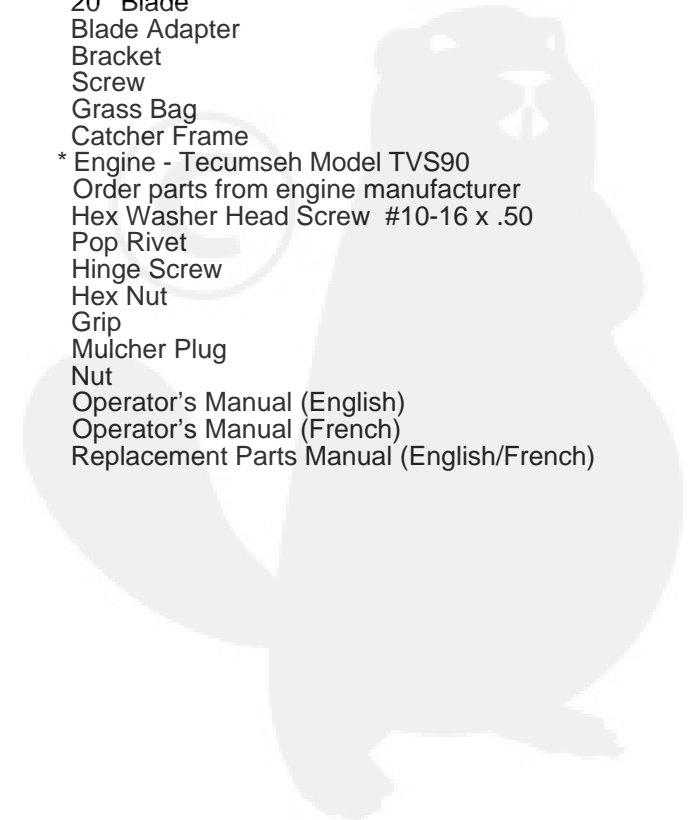 20" Blade
Blade Adapter
Bracket
Screw
Grass Bag
Catcher Frame
* Engine - Tecumseh Model TVS90
Order parts from engine manufacturer
Hex Washer Head Screw #10-16 x .50
Pop Rivet
Hinge Screw
Hex Nut
Grip
Mulcher Plug
Nut
Operator's Manual (English)
Operator's Manual (French)
Replacement Parts Manual (English/French)
©